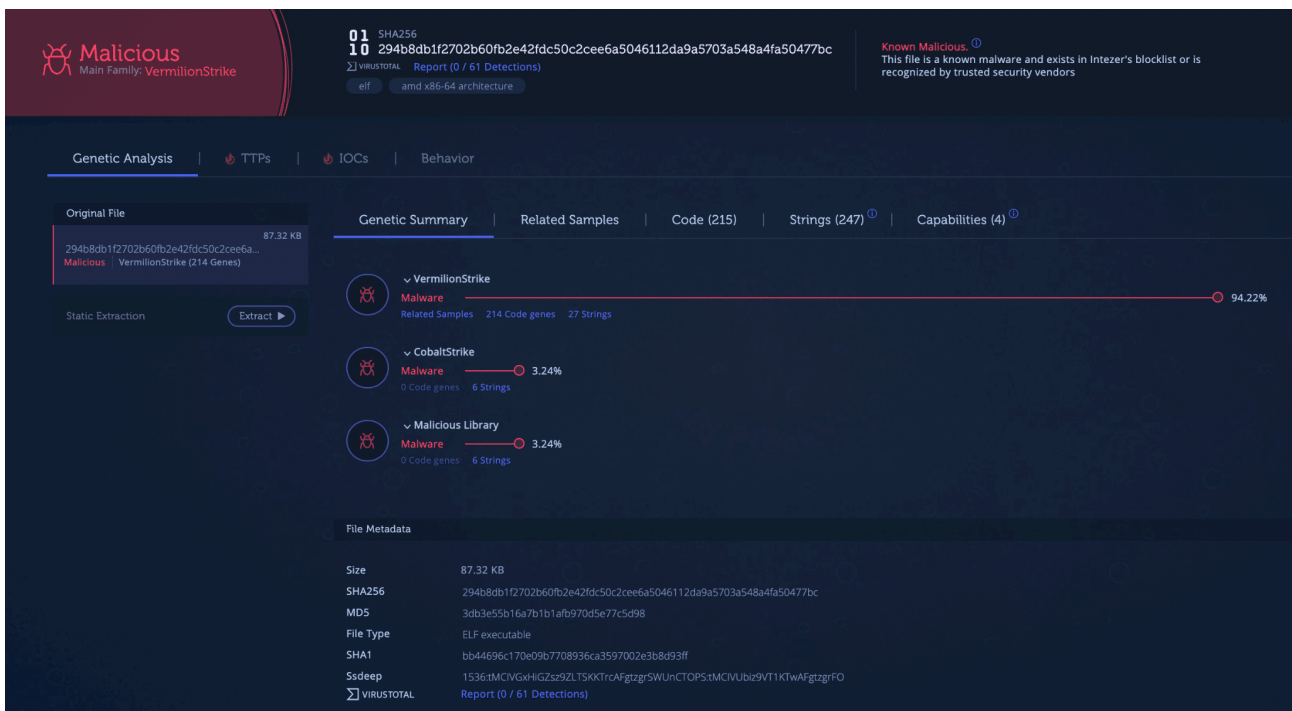 Malicious
Main Family: VermilionStrike
01
10
SHA256
294b8db1f2702b60fb2e42fdc50c2cee6a5046112da9a5703a548a4fa50477bc
VIRUSTOTAL Report (0 / 61 Detections)
elf amd x86-64 architecture
Known Malicious.
This file is a known malware and exists in Intezer's blocklist or is
recognized by trusted security vendors
Genetic Analysis | TTPs | IOCs | Behavior
Original File
87.32 KB
294b8db1f2702b60fb2e42fdc50c2cee6a...
Malicious | VermilionStrike (214 Genes)
Static Extraction Extract
Genetic Summary | Related Samples | Code (215) | Strings (247) | Capabilities (4)
VermilionStrike
Malware 94.22%
Related Samples 214 Code genes 27 Strings
CobaltStrike
Malware 3.24%
0 Code genes 6 Strings
Malicious Library
Malware 3.24%
0 Code genes 6 Strings
File Metadata
Size 87.32 KB
SHA256 294b8db1f2702b60fb2e42fdc50c2cee6a5046112da9a5703a548a4fa50477bc
MD5 3db3e55b16a7b1b1afb970d5e77c5d98
File Type ELF executable
SHA1 bb44696c170e09b7708936ca3597002e3b8d93ff
Ssdeep 1536:tMCIVGxHiGZsz9ZLTSKKTrcAFgtzgrSWUnCTOPS:tMCIVUbiz9VT1KTwAFgtzgrFO
VIRUSTOTAL Report (0 / 61 Detections)